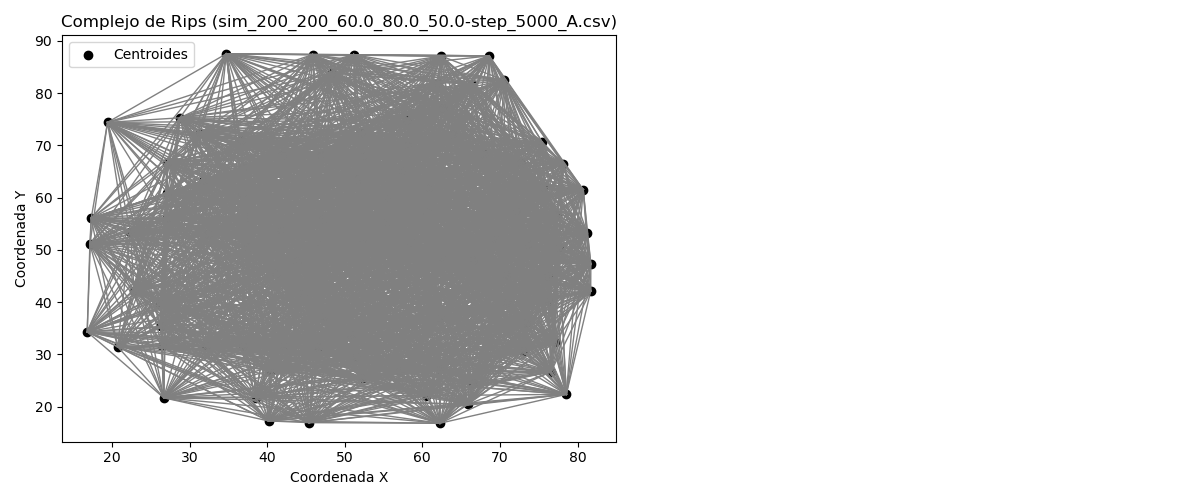 Complejo de Rips (sim_200_200_60.0_80.0_50.0-step_5000_A.csv)
Centroides
90
80
70
60
50
40
30
20
Coordenada Y
20 30 40 50 60 70 80
Coordenada X